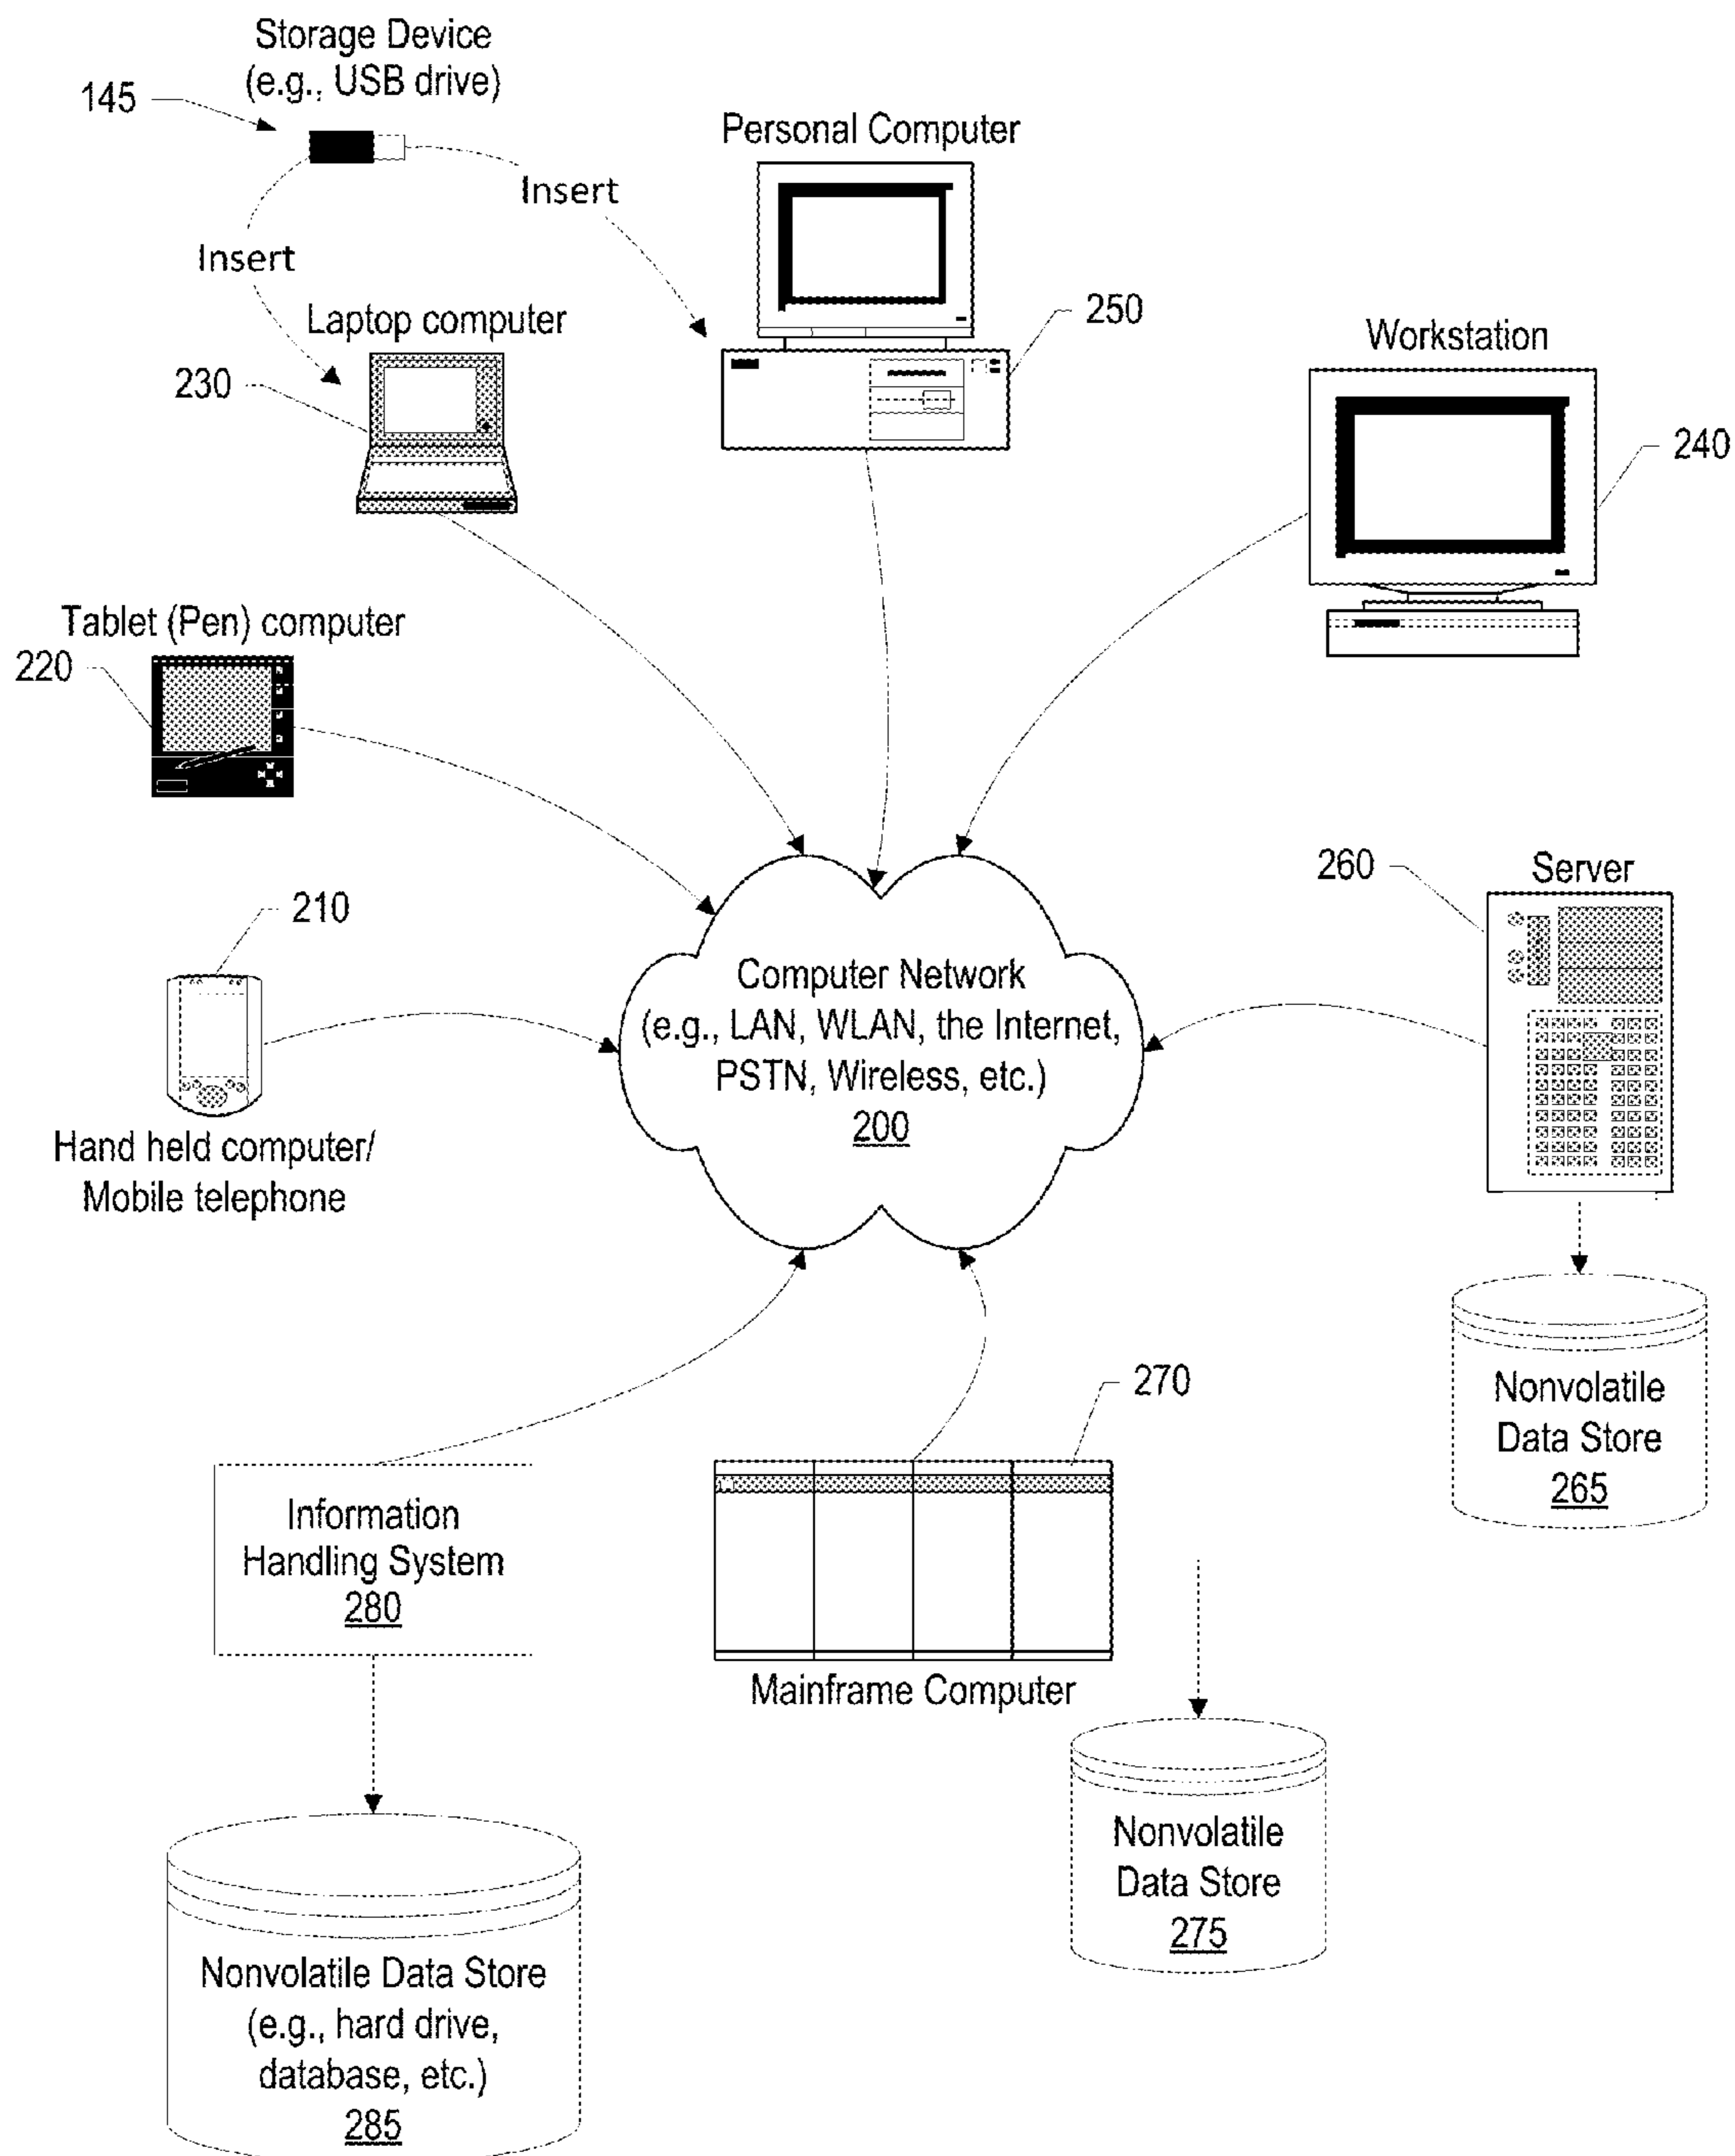 Storage Device
(e.g., USB drive)
145
Insert
Insert
Personal Computer
250
Laptop computer
230
Workstation
240
Tablet (Pen) computer
220
210
Hand held computer/
Mobile telephone
Computer Network
(e.g., LAN, WLAN, the Internet,
PSTN, Wireless, etc.)
200
260
Server
Nonvolatile
Data Store
265
270
Mainframe Computer
Information
Handling System
280
Nonvolatile
Data Store
275
Nonvolatile Data Store
(e.g., hard drive,
database, etc.)
285